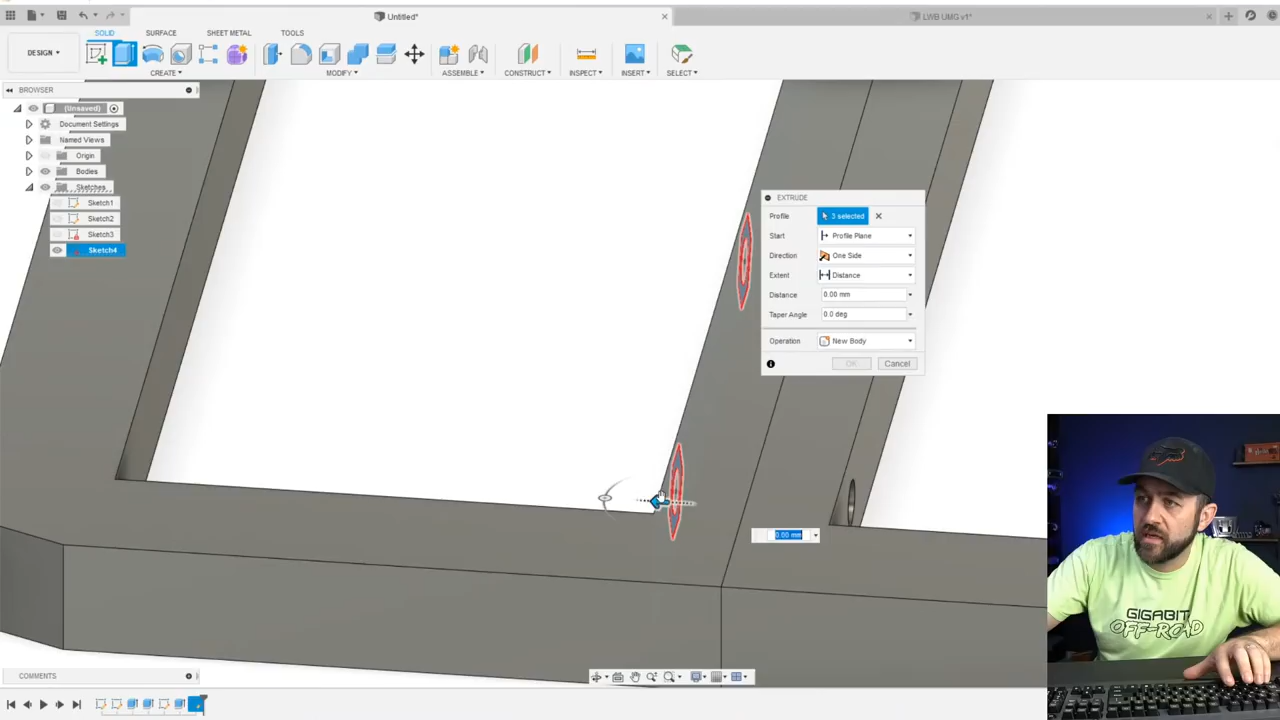 Untitled*
LWB UMG v1*
SOLID
SURFACE
SHEET METAL
TOOLS
DESIGN
CREATE
MODIFY
ASSEMBLE
CONSTRUCT
INSPECT
INSERT
SELECT
BROWSER
(Unsaved)
Document Settings
Named Views
Origin
Bodies
Sketches
Sketch1
Sketch2
Sketch3
Sketch4
EXTRUDE
Profile
3 selected
Start
Profile Plane
Direction
One Side
Extent
Distance
Distance
0.00 mm
Taper Angle
0.0 deg
Operation
New Body
OK
Cancel
0.00 mm
GIGABIT
OFF-ROAD
COMMENTS